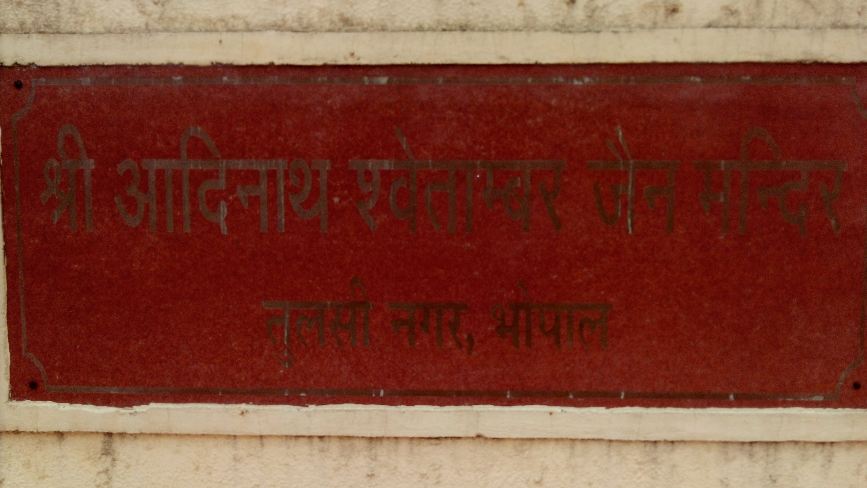 श्री आदिनाथ श्वेताम्बर जैन मन्दिर
तुलसी नगर, भोपाल